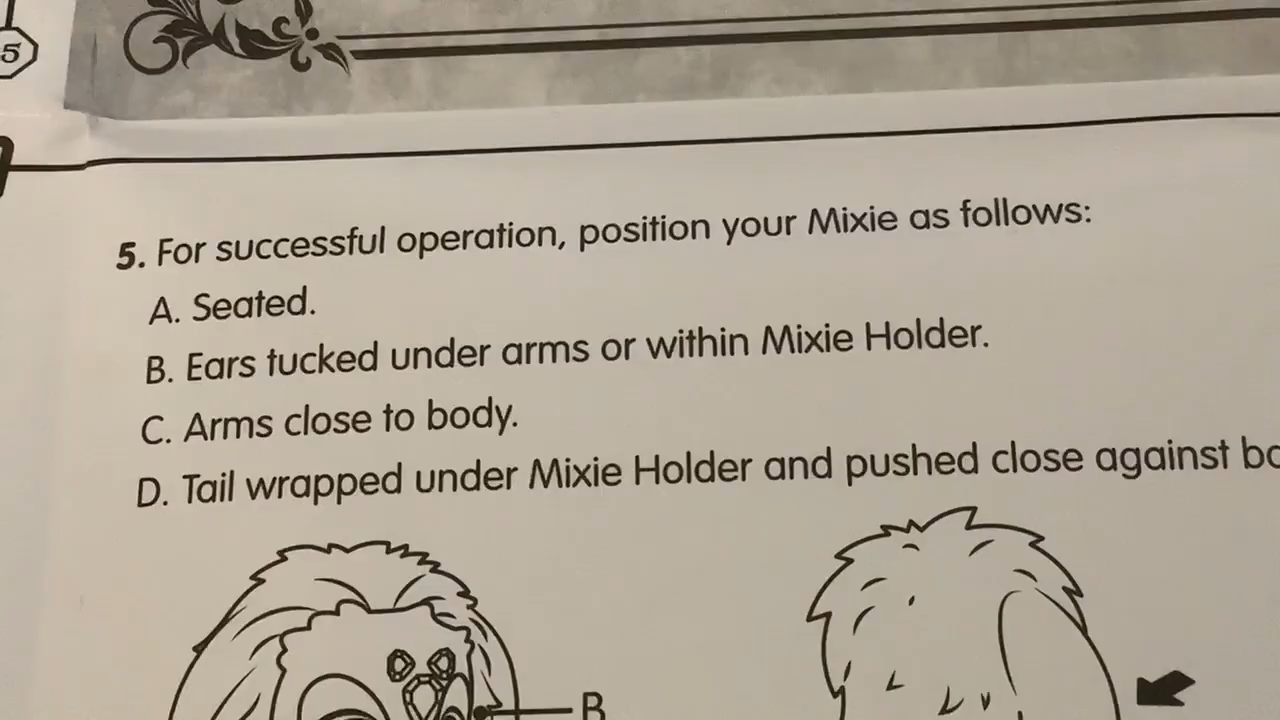 5
5. For successful operation, position your Mixie as follows:
A. Seated.
B. Ears tucked under arms or within Mixie Holder.
C. Arms close to body.
D. Tail wrapped under Mixie Holder and pushed close against
B